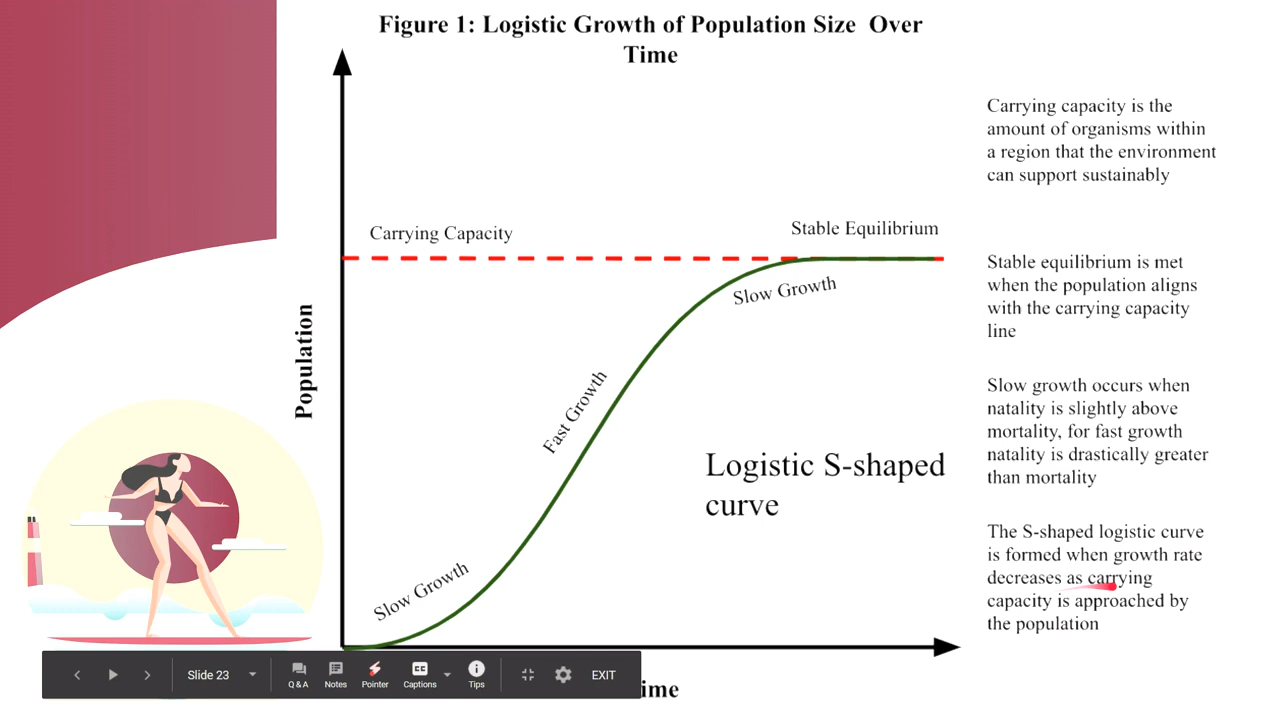 Figure 1: Logistic Growth of Population Size Over
Time
Carrying capacity is the
amount of organisms within
a region that the environment
can support sustainably
Carrying Capacity
Stable Equilibrium
Stable equilibrium is met
when the population aligns
with the carrying capacity
line
Slow Growth
Population
Fast Growth
Slow growth occurs when
natality is slightly above
mortality, for fast growth
natality is drastically greater
than mortality
Logistic S-shaped
curve
The S-shaped logistic curve
is formed when growth rate
decreases as carrying
capacity is approached by
the population
Slow Growth
Slide 23
Q & A
Notes
Pointer
CC
Captions
Tips
EXIT
ime